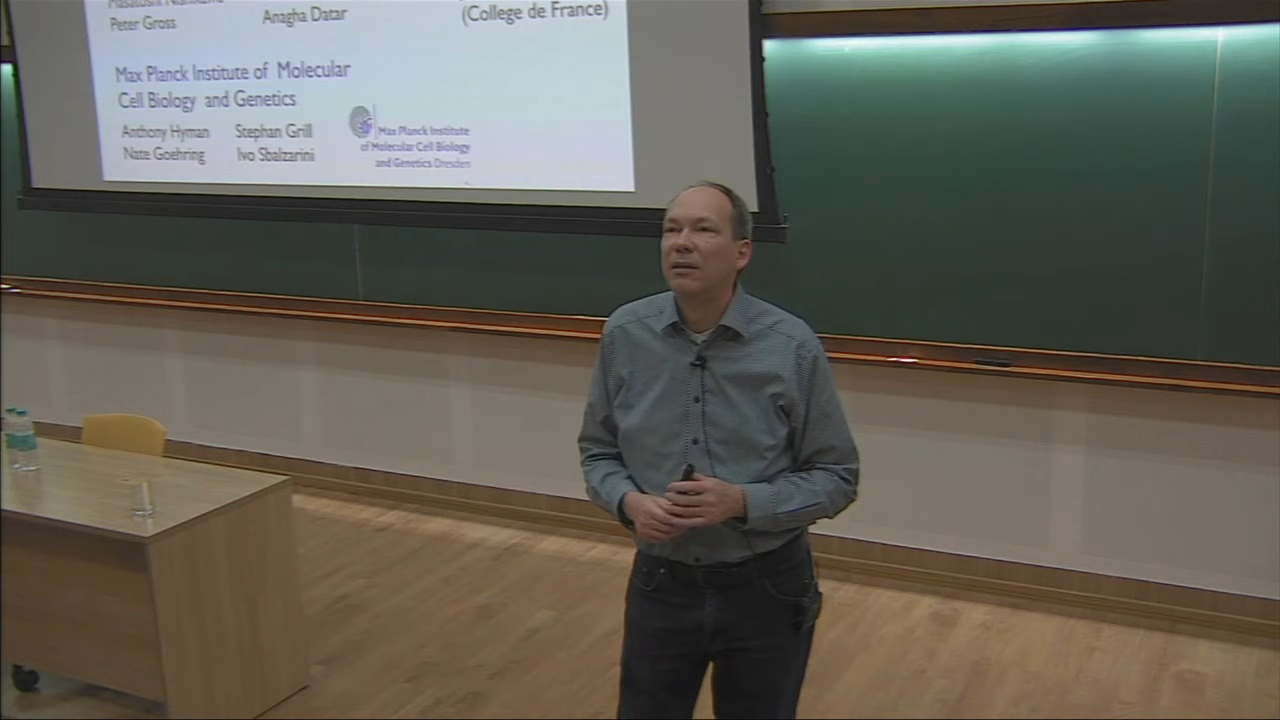 Peter Gross
Anagha Datar
(College de France)
Max Planck Institute of Molecular
Cell Biology and Genetics
Anthony Hyman Stephan Grill
Nate Goehring Ivo Sbalzarini
Max Planck Institute
of Molecular Cell Biology
and Genetics Dresden